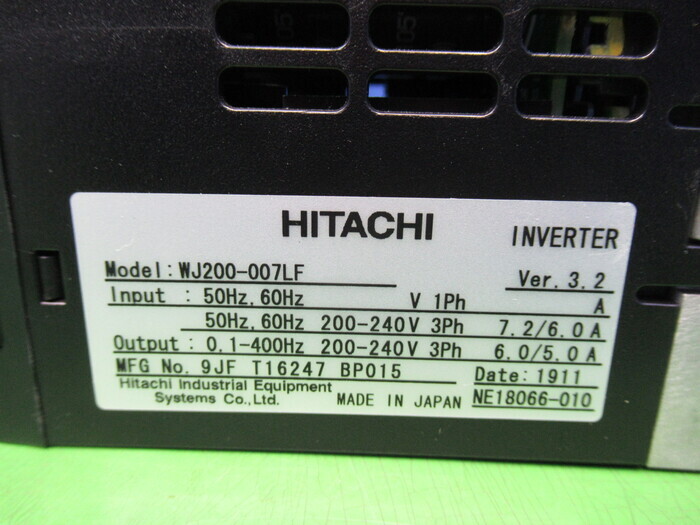 HITACHI INVERTER
Model: WJ200-007LF Ver. 3.2
Input : 50Hz, 60Hz V 1Ph A
50Hz, 60Hz 200-240V 3Ph 7.2/6.0 A
Output: 0.1-400Hz 200-240V 3Ph 6.0/5.0 A
MFG No. 9JF T16247 BP015 Date: 1911
Hitachi Industrial Equipment
Systems Co., Ltd. MADE IN JAPAN NE18066-010